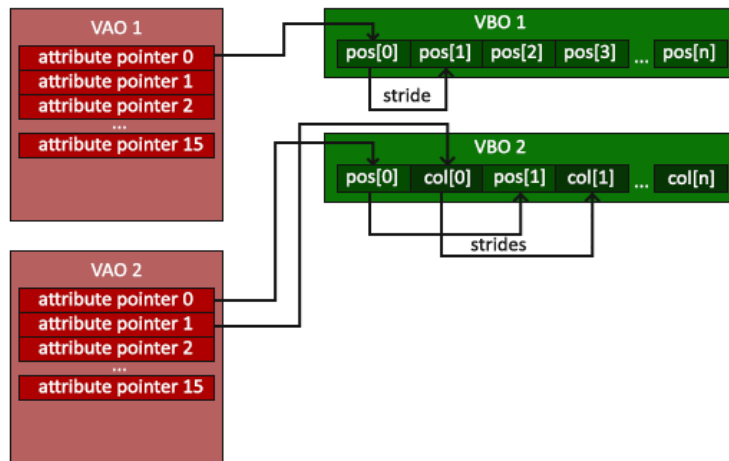 VAO 1
attribute pointer 0
attribute pointer 1
attribute pointer 2
...
attribute pointer 15
VBO 1
pos[0] pos[1] pos[2] pos[3] ... pos[n]
stride
VBO 2
pos[0] col[0] pos[1] col[1] ... col[n]
strides
VAO 2
attribute pointer 0
attribute pointer 1
attribute pointer 2
...
attribute pointer 15